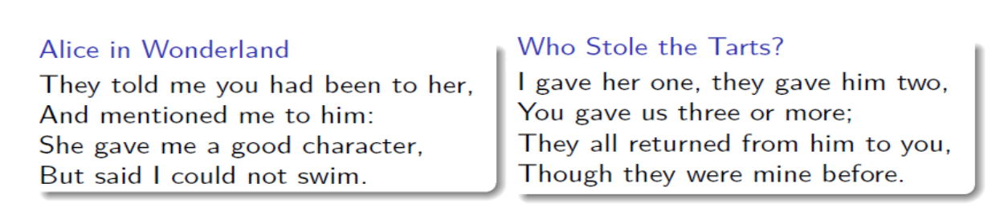 Alice in Wonderland
They told me you had been to her,
And mentioned me to him:
She gave me a good character,
But said I could not swim.
Who Stole the Tarts?
I gave her one, they gave him two,
You gave us three or more;
They all returned from him to you,
Though they were mine before.